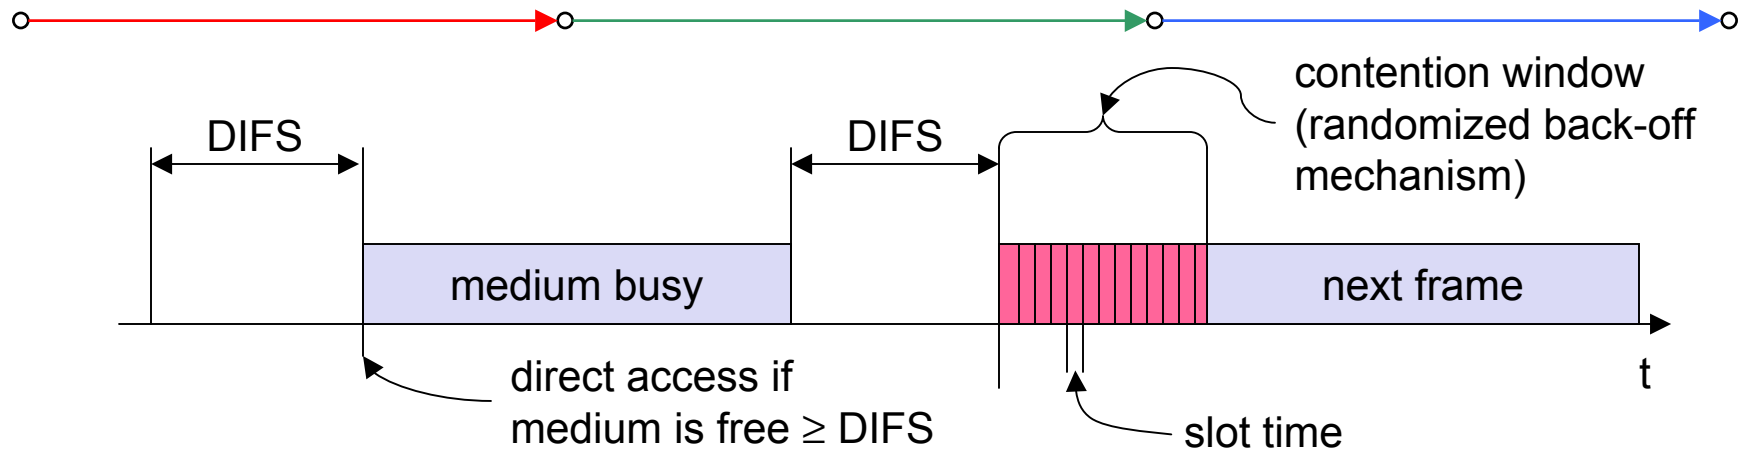 contention window
(randomized back-off
mechanism)
DIFS
DIFS
medium busy
next frame
direct access if
medium is free ≥ DIFS
t
slot time